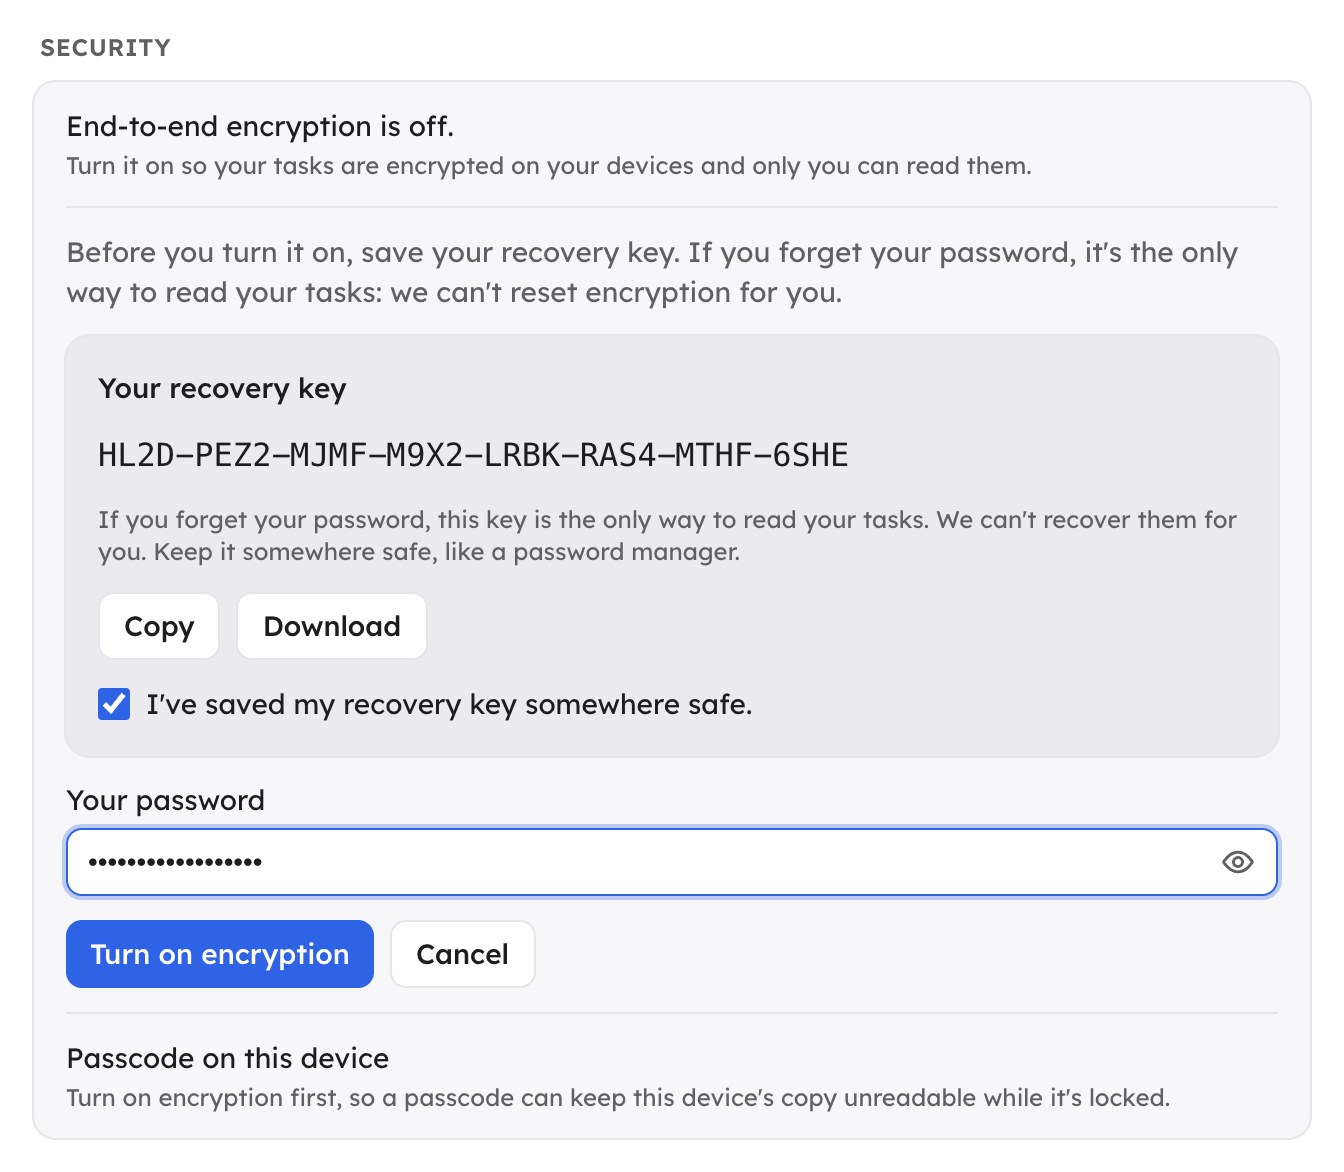 SECURITY
End-to-end encryption is off.
Turn it on so your tasks are encrypted on your devices and only you can read them.
Before you turn it on, save your recovery key. If you forget your password, it's the only
way to read your tasks: we can't reset encryption for you.
Your recovery key
HL2D-PEZ2-MJMF-M9X2-LRBK-RAS4-MTHF-6SHE
If you forget your password, this key is the only way to read your tasks. We can't recover them for
you. Keep it somewhere safe, like a password manager.
Copy Download
I've saved my recovery key somewhere safe.
Your password
••••••••••••••••••
Turn on encryption Cancel
Passcode on this device
Turn on encryption first, so a passcode can keep this device's copy unreadable while it's locked.